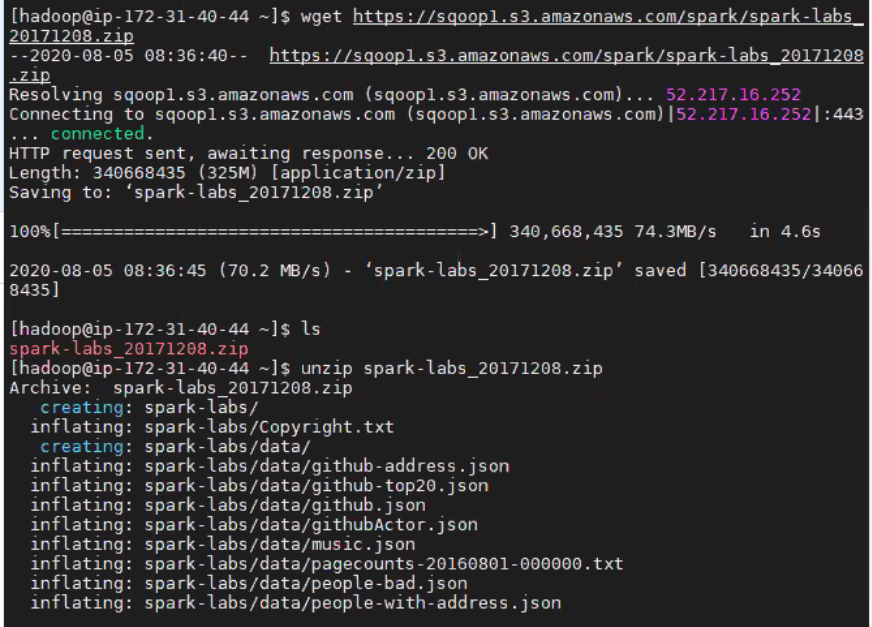 [hadoop@ip-172-31-40-44 ~]$ wget https://sqoop1.s3.amazonaws.com/spark/spark-labs_
20171208.zip
--2020-08-05 08:36:40--  https://sqoop1.s3.amazonaws.com/spark/spark-labs_20171208
.zip
Resolving sqoop1.s3.amazonaws.com (sqoop1.s3.amazonaws.com)... 52.217.16.252
Connecting to sqoop1.s3.amazonaws.com (sqoop1.s3.amazonaws.com)|52.217.16.252|:443
... connected.
HTTP request sent, awaiting response... 200 OK
Length: 340668435 (325M) [application/zip]
Saving to: ‘spark-labs_20171208.zip’
100%[========================================>] 340,668,435 74.3MB/s   in 4.6s
2020-08-05 08:36:45 (70.2 MB/s) - ‘spark-labs_20171208.zip’ saved [340668435/34066
8435]
[hadoop@ip-172-31-40-44 ~]$ ls
spark-labs_20171208.zip
[hadoop@ip-172-31-40-44 ~]$ unzip spark-labs_20171208.zip
Archive:  spark-labs_20171208.zip
   creating: spark-labs/
  inflating: spark-labs/Copyright.txt
   creating: spark-labs/data/
  inflating: spark-labs/data/github-address.json
  inflating: spark-labs/data/github-top20.json
  inflating: spark-labs/data/github.json
  inflating: spark-labs/data/githubActor.json
  inflating: spark-labs/data/music.json
  inflating: spark-labs/data/pagecounts-20160801-000000.txt
  inflating: spark-labs/data/people-bad.json
  inflating: spark-labs/data/people-with-address.json